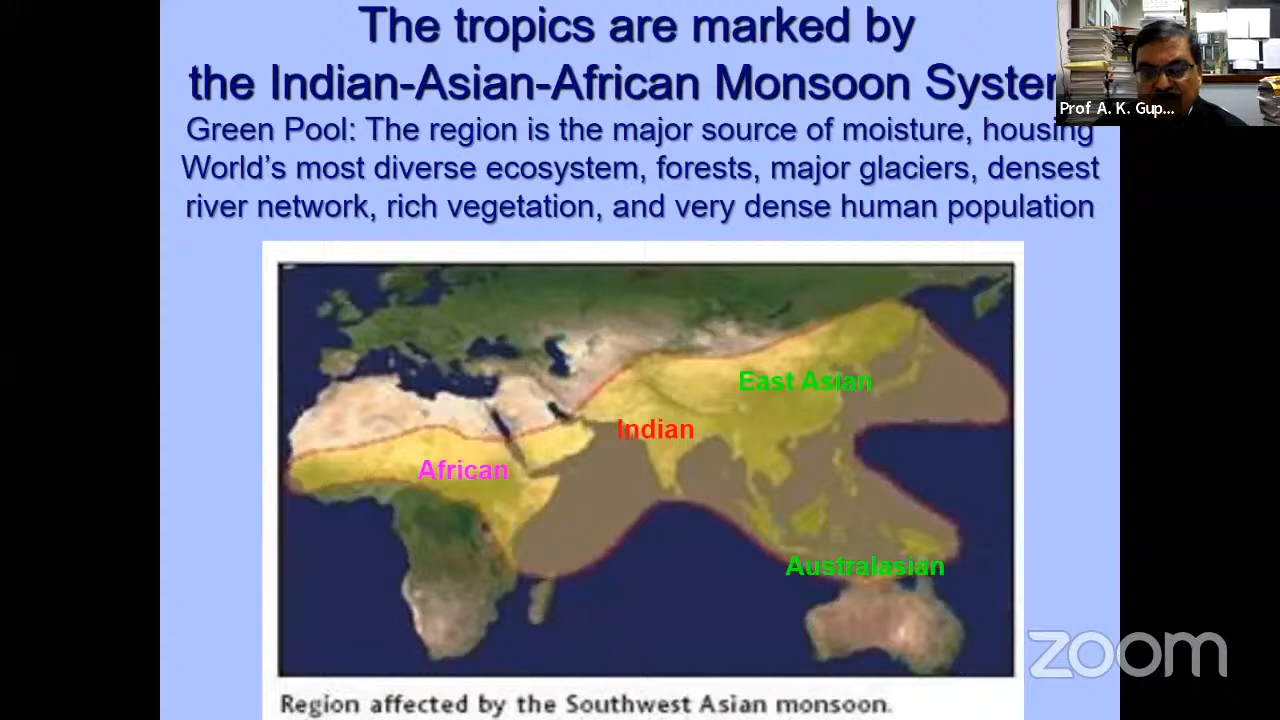 The tropics are marked by
the Indian-Asian-African Monsoon System
Green Pool: The region is the major source of moisture, housing
World's most diverse ecosystem, forests, major glaciers, densest
river network, rich vegetation, and very dense human population
Prof A. K. Gup...
East Asian
Indian
African
Australasian
zoom
Region affected by the Southwest Asian monsoon.